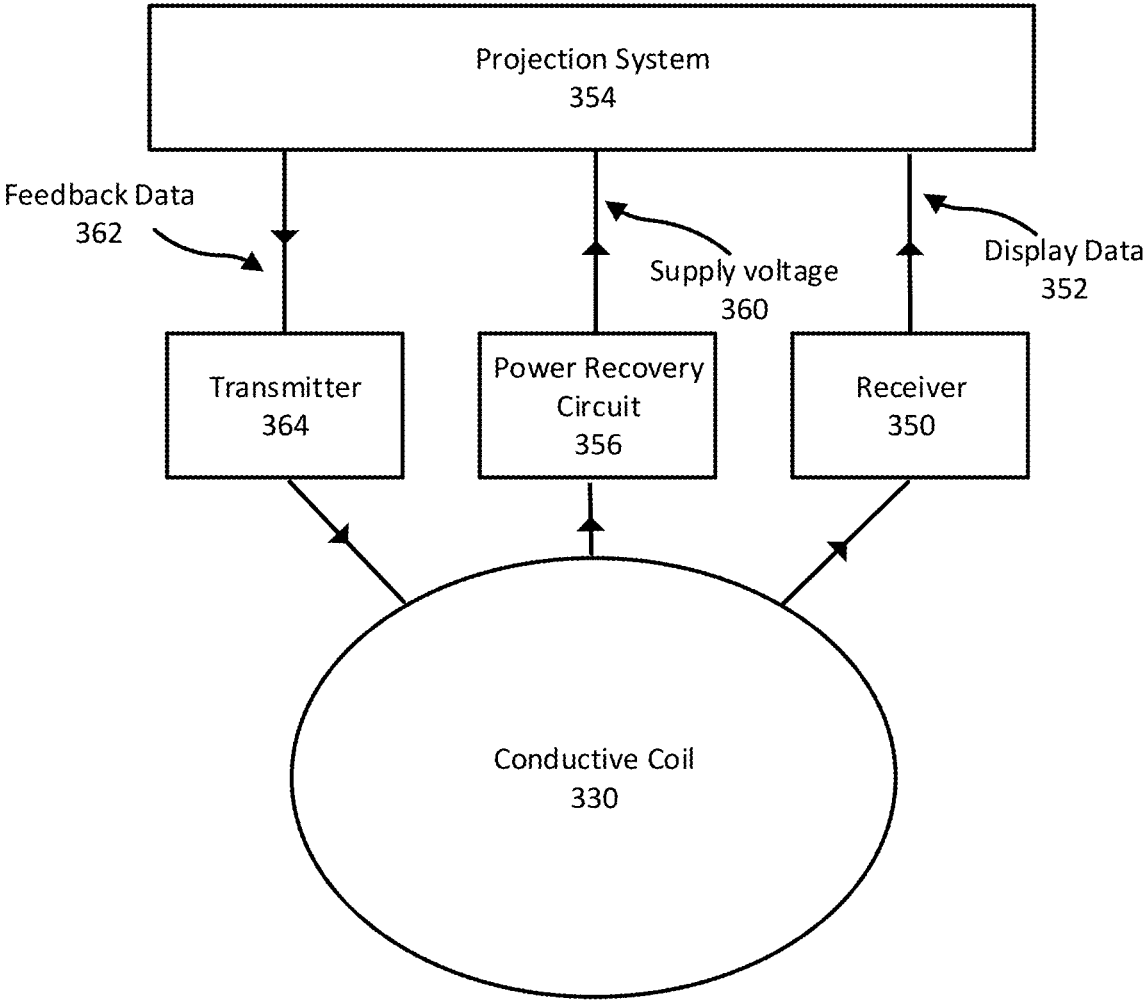 Projection System
354
Feedback Data
362
Supply voltage
360
Display Data
352
Transmitter
364
Power Recovery
Circuit
356
Receiver
350
Conductive Coil
330